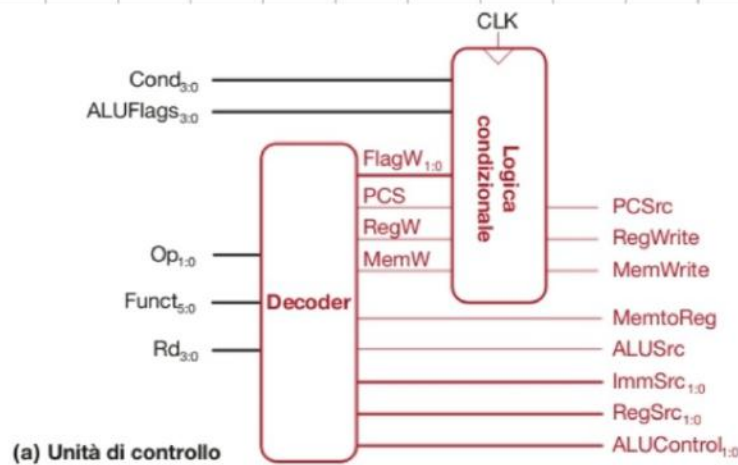 CLK
Cond3:0
ALUFlags3:0
Logica
condizionale
FlagW1:0
PCS
PCSrc
RegW
RegWrite
Op1:0
MemW
MemWrite
Funct5:0
Decoder
MemtoReg
Rd3:0
ALUSrc
ImmSrc1:0
RegSrc1:0
(a) Unità di controllo
ALUControl1:0